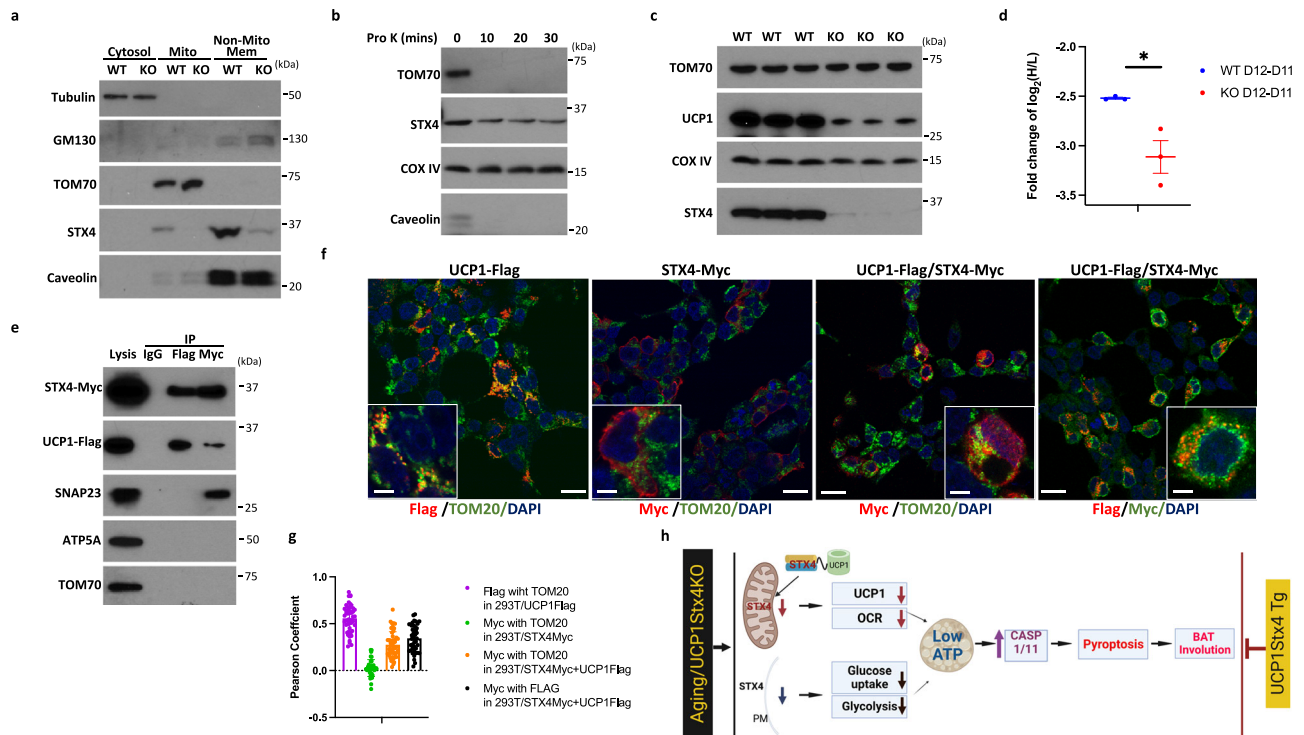 a
Cytosol Mito Non-Mito Mem
WT KO WT KO WT KO (kDa)
Tubulin 50
GM130 130
TOM70 75
STX4 37
Caveolin 20
b
Pro K (mins) 0 10 20 30 (kDa)
TOM70 75
STX4 37
COX IV 15
Caveolin 20
c
WT WT WT KO KO KO (kDa)
TOM70 75
UCP1 25
COX IV 15
STX4 37
d
Fold change of log2(H/L)
-2.0
-2.5
-3.0
-3.5
*
WT D12-D11
KO D12-D11
e
IP
Lysis IgG Flag Myc (kDa)
STX4-Myc 37
UCP1-Flag 37
SNAP23 25
ATP5A 50
TOM70 75
f
UCP1-Flag STX4-Myc UCP1-Flag/STX4-Myc UCP1-Flag/STX4-Myc
Flag /TOM20/DAPI Myc /TOM20/DAPI Myc /TOM20/DAPI Flag/Myc/DAPI
g
Pearson Coeffcient
1.0
0.5
0.0
-0.5
Flag wiht TOM20
in 293T/UCP1Flag
Myc with TOM20
in 293T/STX4Myc
Myc with TOM20
in 293T/STX4Myc+UCP1Flag
Myc with FLAG
in 293T/STX4Myc+UCP1Flag
h
Aging/UCP1Stx4KO
STX4 UCP1
STX4
UCP1
OCR
STX4
PM
Glucose
uptake
Glycolysis
Low
ATP
CASP
1/11
Pyroptosis
BAT
Involution
UCP1Stx4 Tg